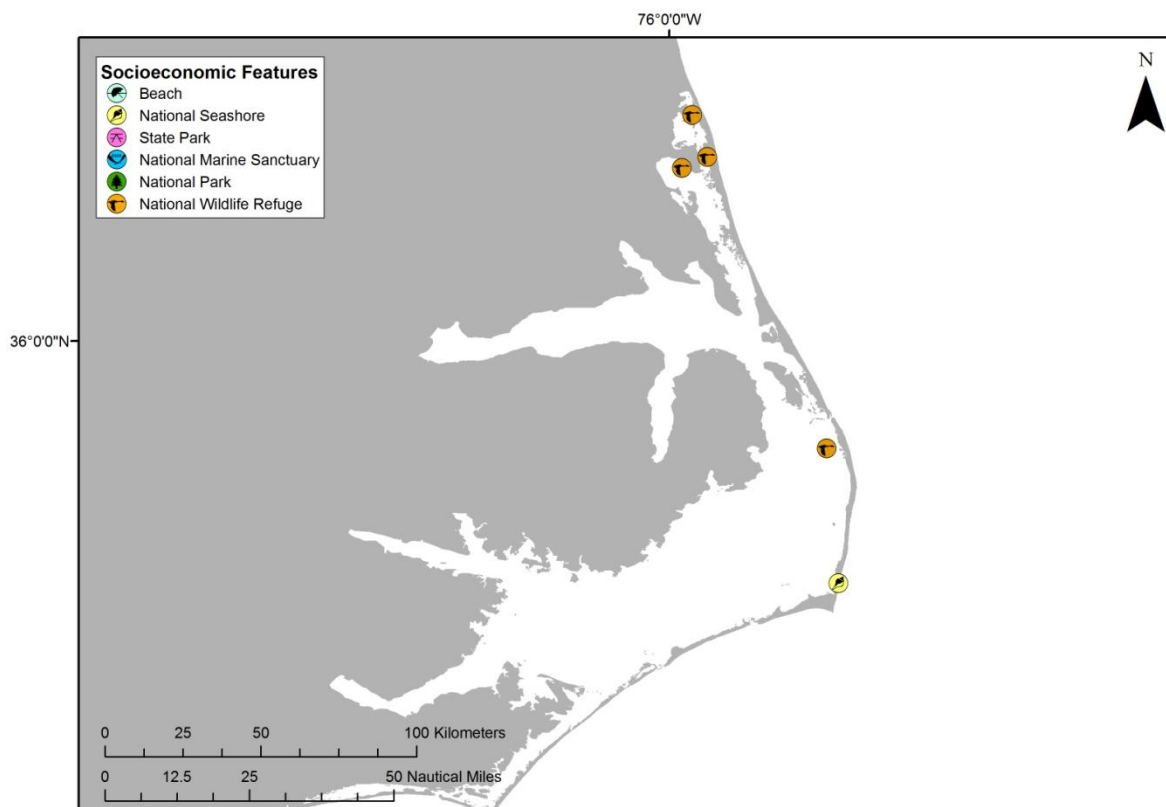 76°0'0"W
N
Socioeconomic Features
Beach
National Seashore
State Park
National Marine Sanctuary
National Park
National Wildlife Refuge
36°0'0"N
0 25 50 100 Kilometers
0 12.5 25 50 Nautical Miles